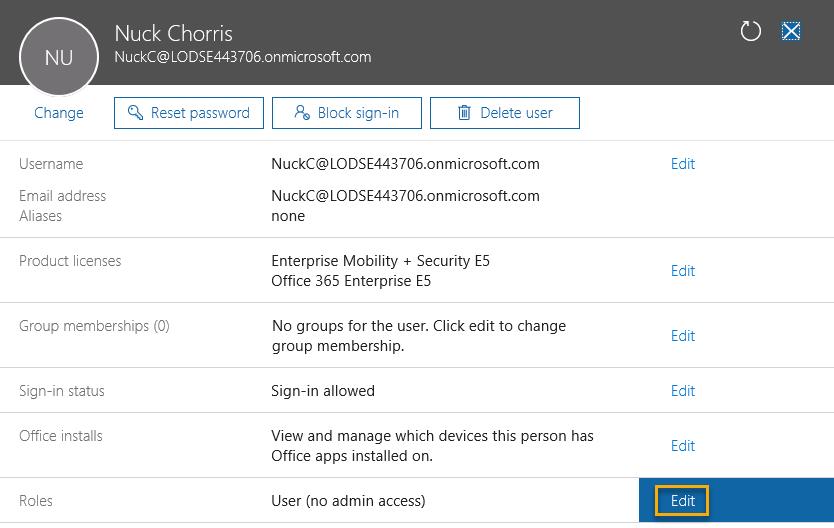 NU
Nuck Chorris
NuckC@LODSE443706.onmicrosoft.com
Change
Reset password
Block sign-in
Delete user
Username NuckC@LODSE443706.onmicrosoft.com Edit
Email address NuckC@LODSE443706.onmicrosoft.com
Aliases none
Product licenses Enterprise Mobility + Security E5
Office 365 Enterprise E5
Edit
Group memberships (0) No groups for the user. Click edit to change
group membership.
Edit
Sign-in status Sign-in allowed Edit
Office installs View and manage which devices this person has
Office apps installed on.
Edit
Roles User (no admin access) Edit